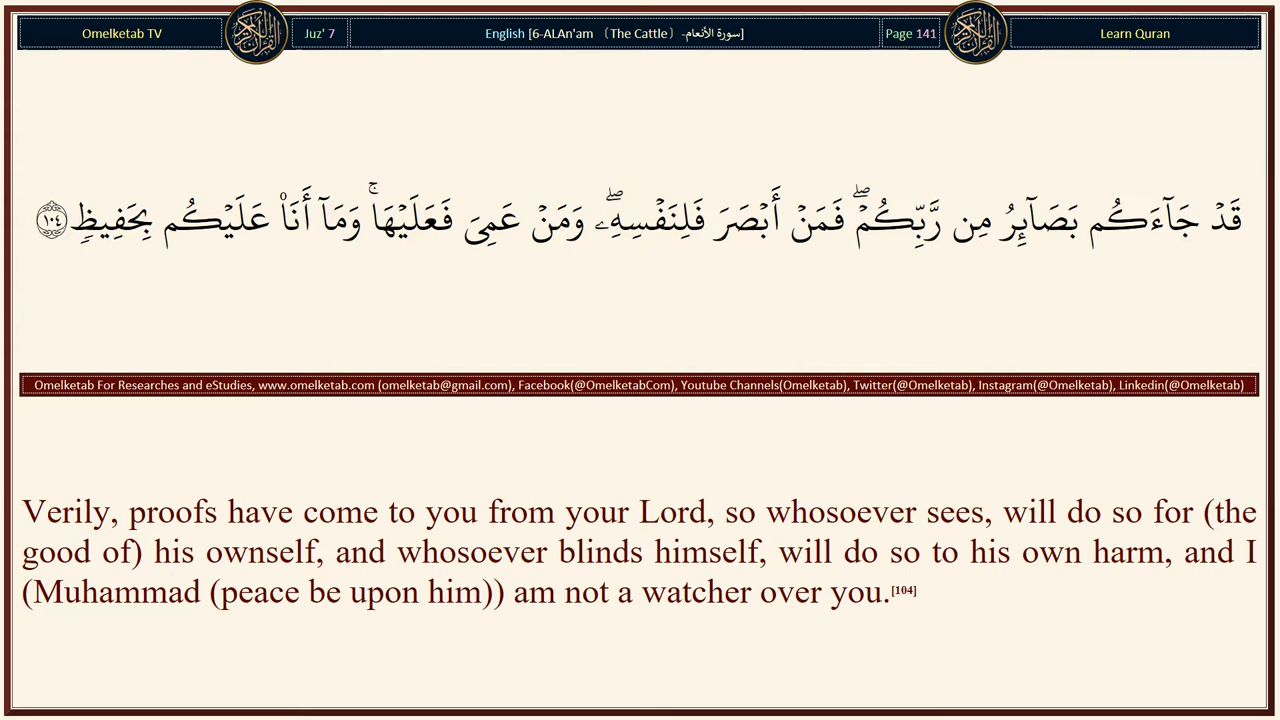 Omelketab TV
Juz' 7
English [6-ALAn'am (The Cattle) -سورة الأنعام]
Page 141
Learn Quran
قَدۡ جَآءَكُم بَصَآئِرُ مِن رَّبِّكُمۡۖ فَمَنۡ أَبۡصَرَ فَلِنَفۡسِهِۦۖ وَمَنۡ عَمِيَ فَعَلَيۡهَاۚ وَمَآ أَنَا۠ عَلَيۡكُم بِحَفِيظٖ ١٠٤
Omelketab For Researches and eStudies, www.omelketab.com (omelketab@gmail.com), Facebook(@OmelketabCom), Youtube Channels(Omelketab), Twitter(@Omelketab), Instagram(@Omelketab), Linkedin(@Omelketab)
Verily, proofs have come to you from your Lord, so whosoever sees, will do so for (the
good of) his ownself, and whosoever blinds himself, will do so to his own harm, and I
(Muhammad (peace be upon him)) am not a watcher over you.[104]